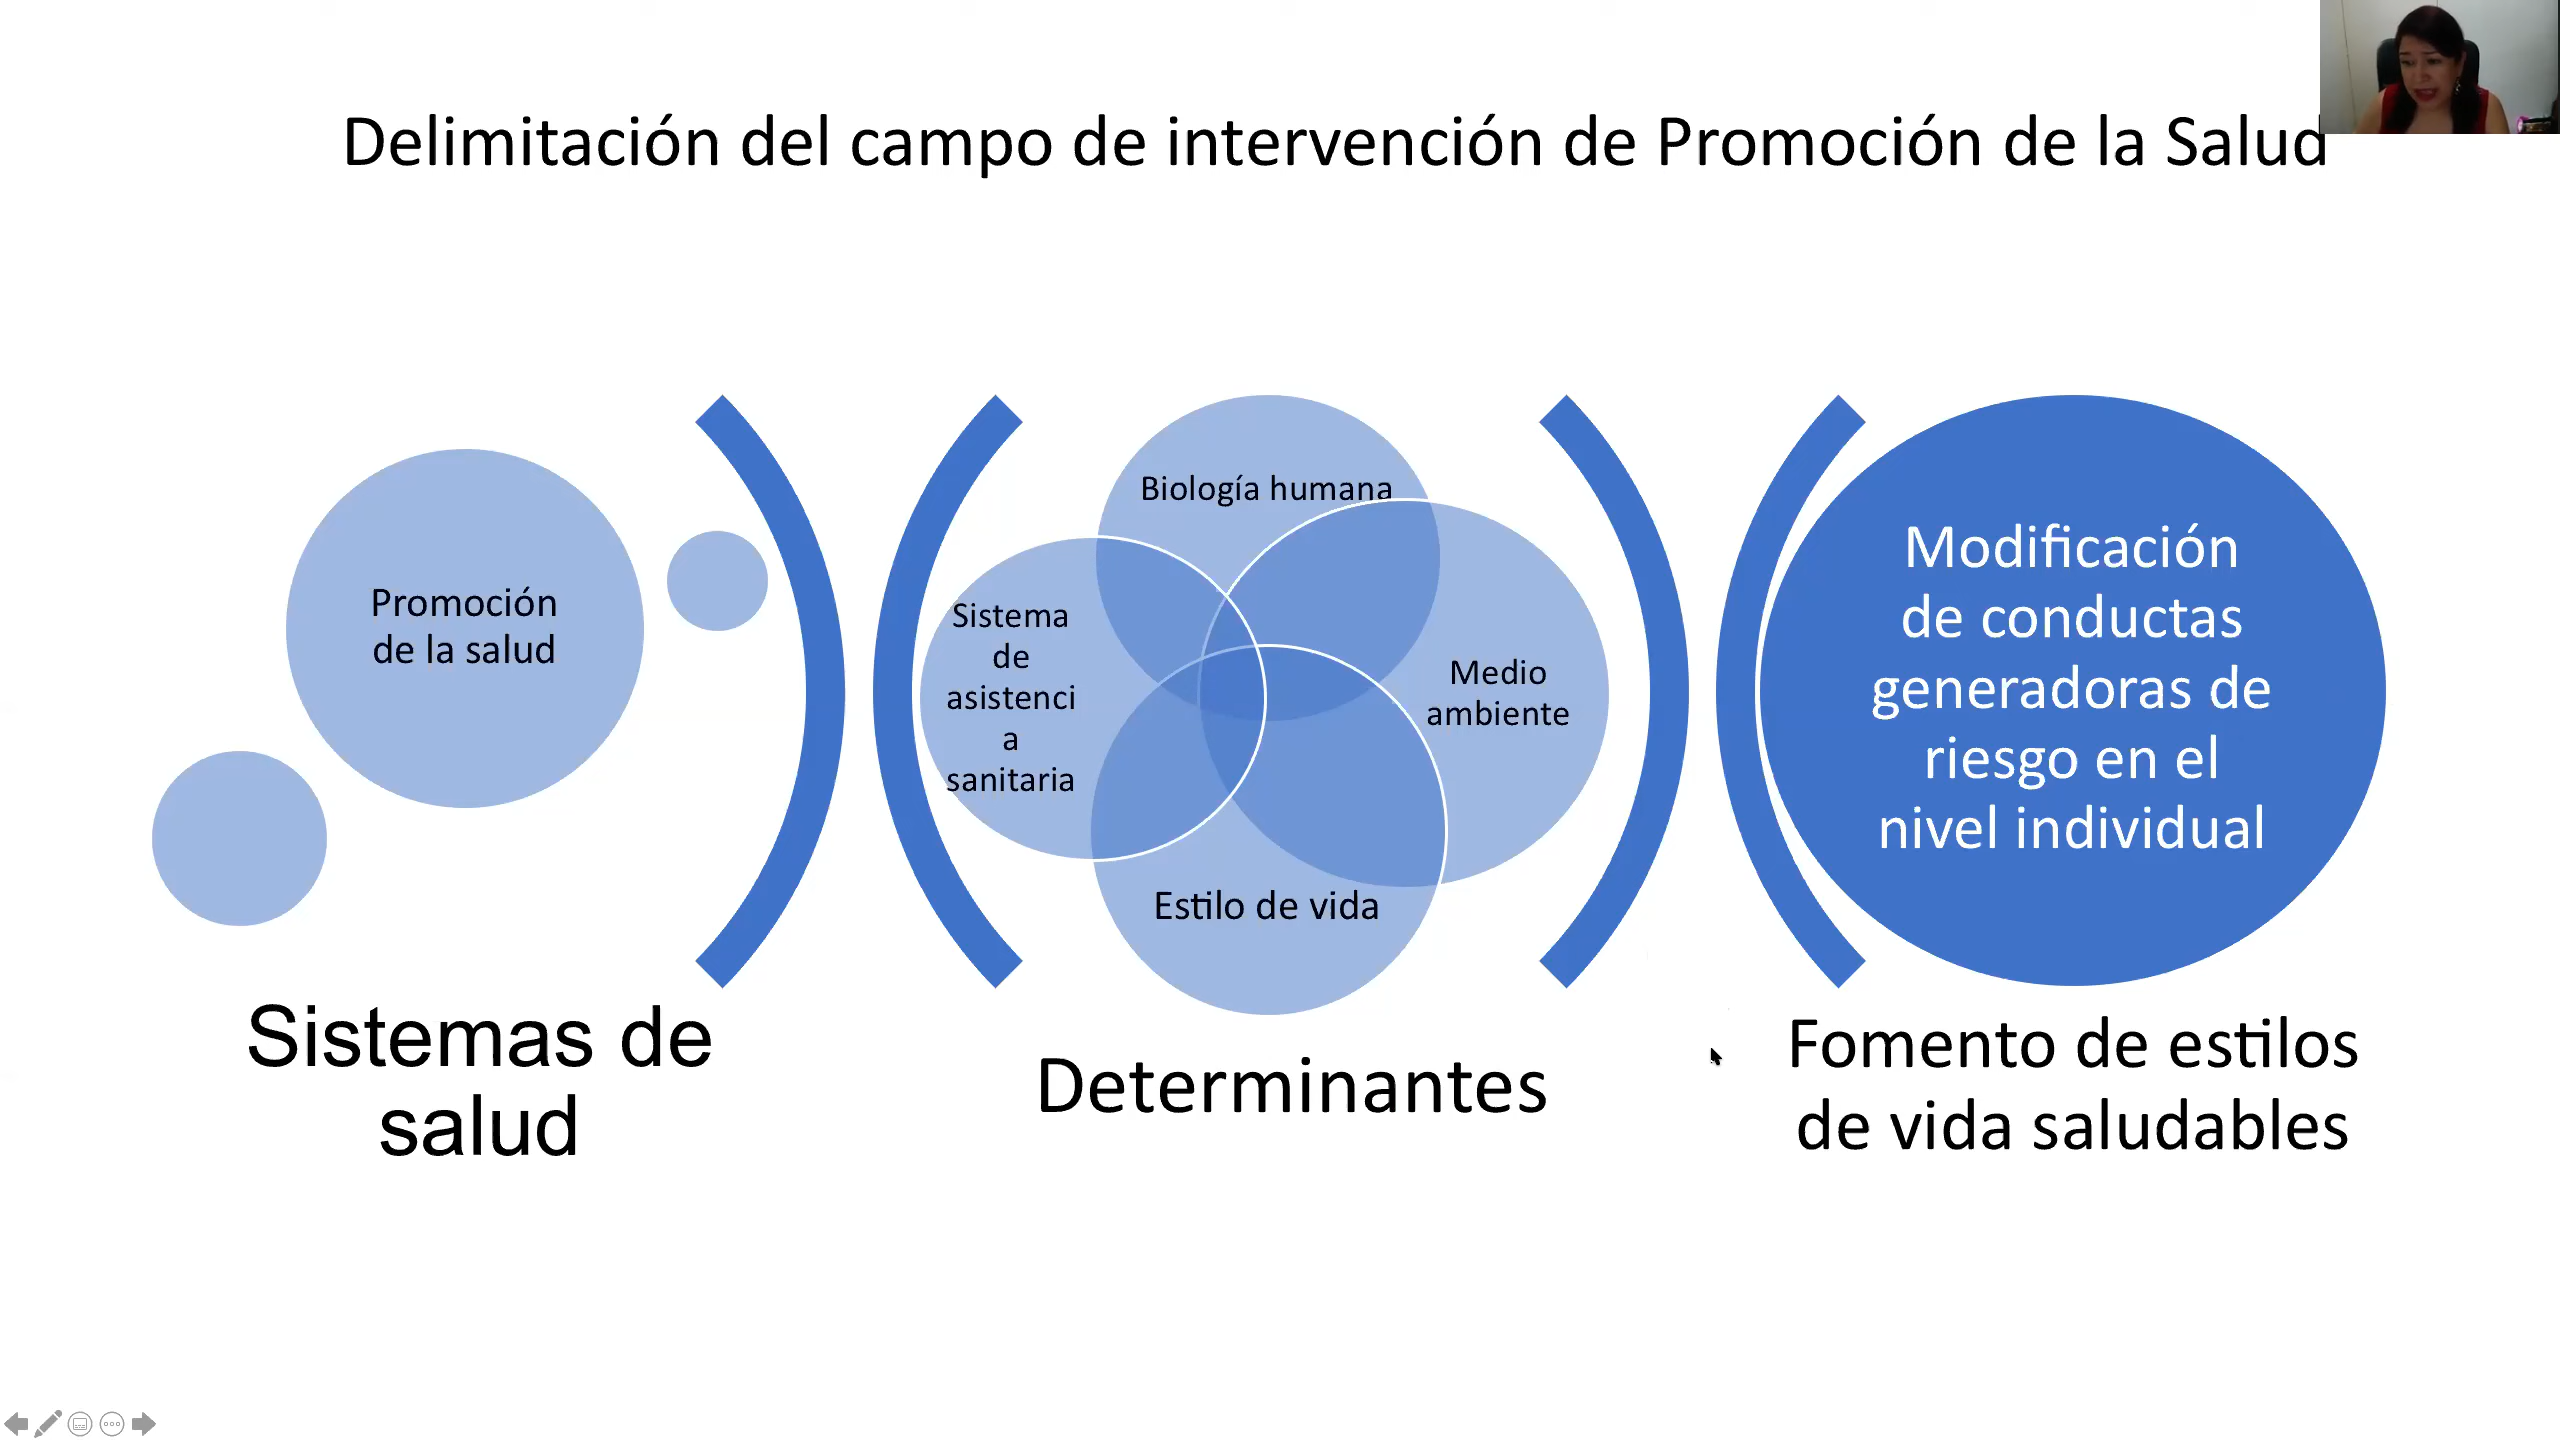 Delimitación del campo de intervención de Promoción de la Salud
Promoción
de la salud
Sistemas de
salud
Biología humana
Sistema
de
asistenci
a
sanitaria
Medio
ambiente
Estilo de vida
Determinantes
Modificación
de conductas
generadoras de
riesgo en el
nivel individual
Fomento de estilos
de vida saludables